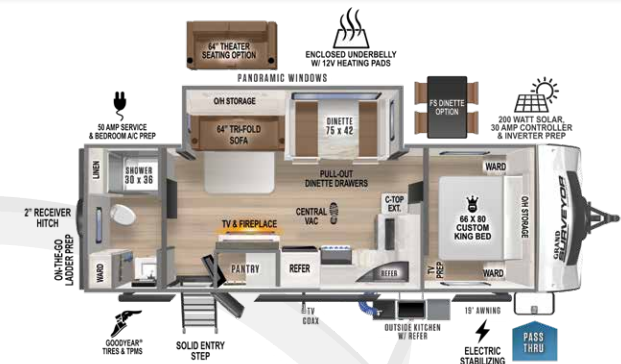 64" THEATER
SEATING OPTION
ENCLOSED UNDERBELLY
W/ 12V HEATING PADS
PANORAMIC WINDOWS
50 AMP SERVICE
& BEDROOM A/C PREP
O/H STORAGE
64" TRI-FOLD
SOFA
DINETTE
75 x 42
FS DINETTE
OPTION
200 WATT SOLAR,
30 AMP CONTROLLER
& INVERTER PREP
LINEN
SHOWER
30 x 36
PULL-OUT
DINETTE DRAWERS
WARD
2" RECEIVER
HITCH
ON-THE-GO
LADDER PREP
CENTRAL
VAC
C-TOP
EXT.
66 X 80
CUSTOM
KING BED
O/H STORAGE
GRAND
SURVEYOR
TV & FIREPLACE
WARD
PANTRY
REFER
REFER
TV
PREP
WARD
GOODYEAR®
TIRES & TPMS
SOLID ENTRY
STEP
TV
COAX
OUTSIDE KITCHEN
W/ REFER
19' AWNING
ELECTRIC
STABILIZING
PASS
THRU